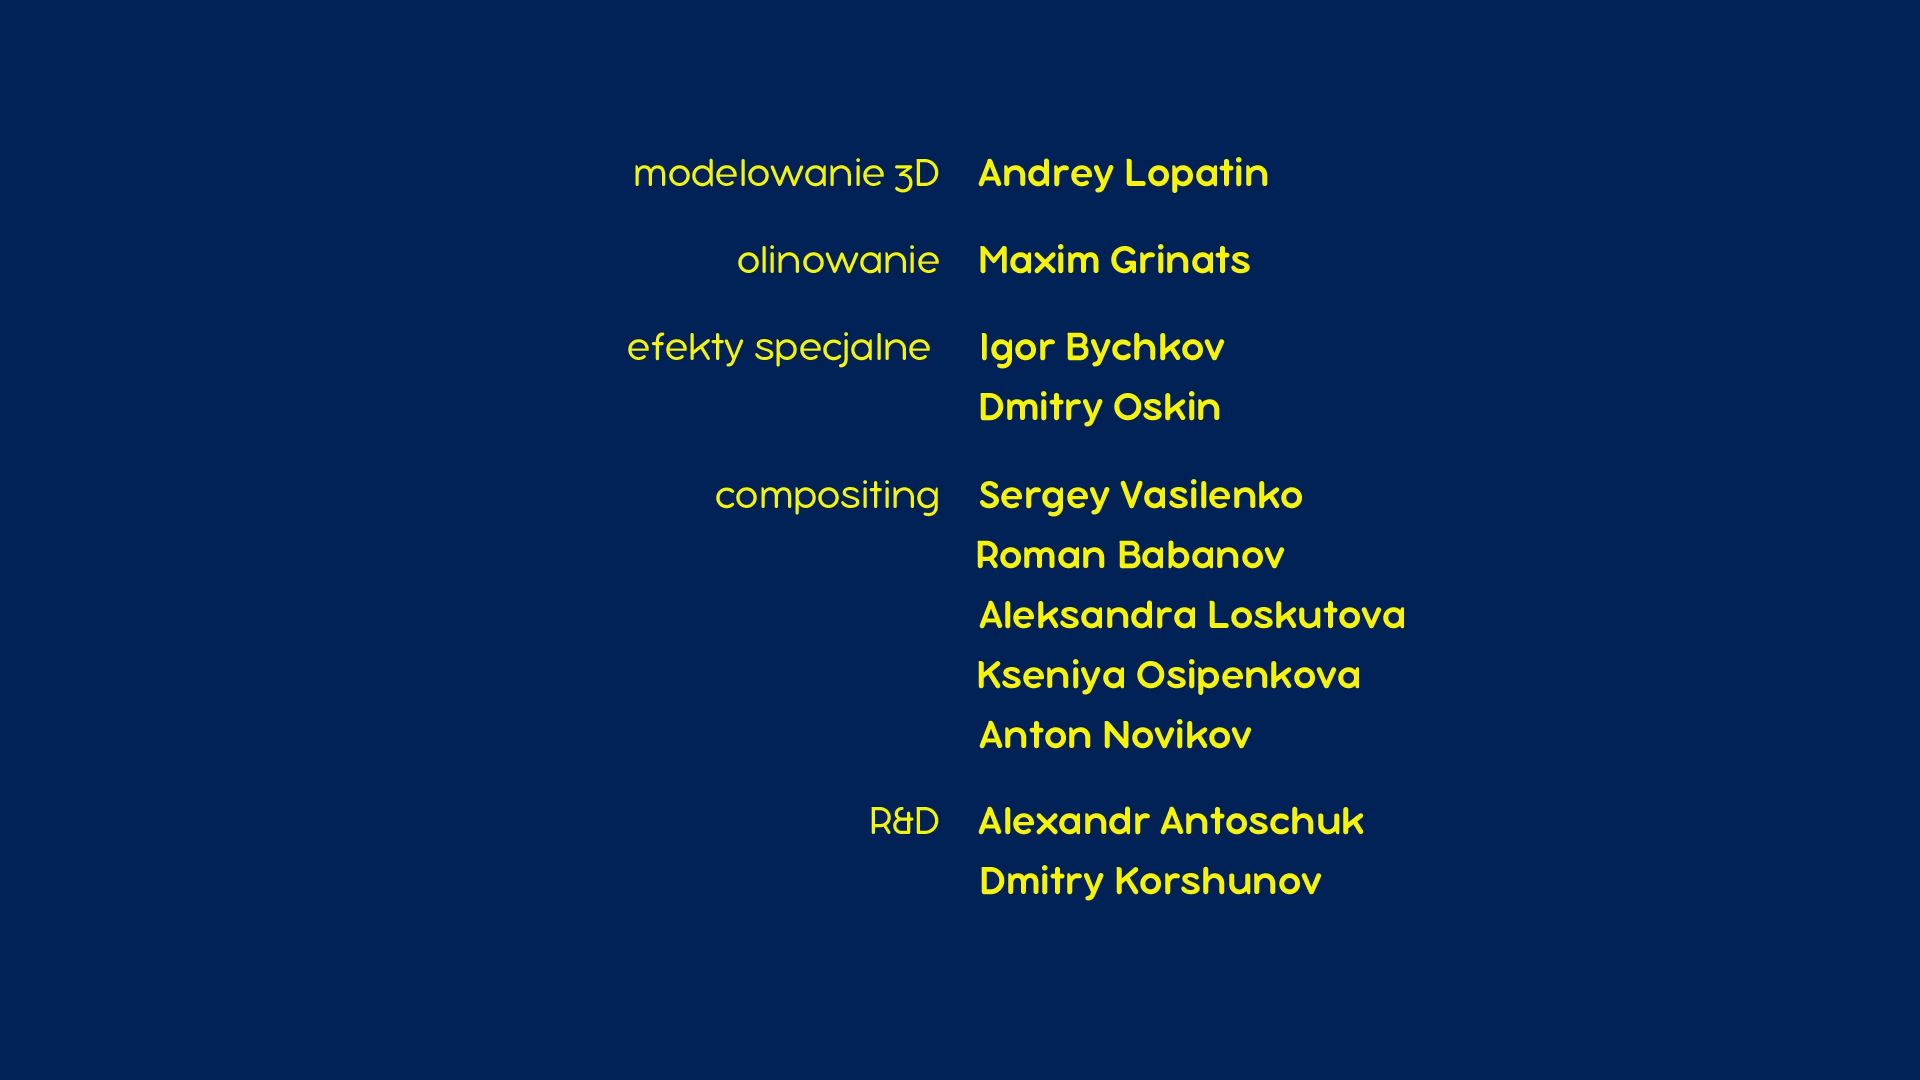 modelowanie 3D Andrey Lopatin
olinowanie Maxim Grinats
efekty specjalne Igor Bychkov
Dmitry Oskin
compositing Sergey Vasilenko
Roman Babanov
Aleksandra Loskutova
Kseniya Osipenkova
Anton Novikov
R&D Alexandr Antoschuk
Dmitry Korshunov